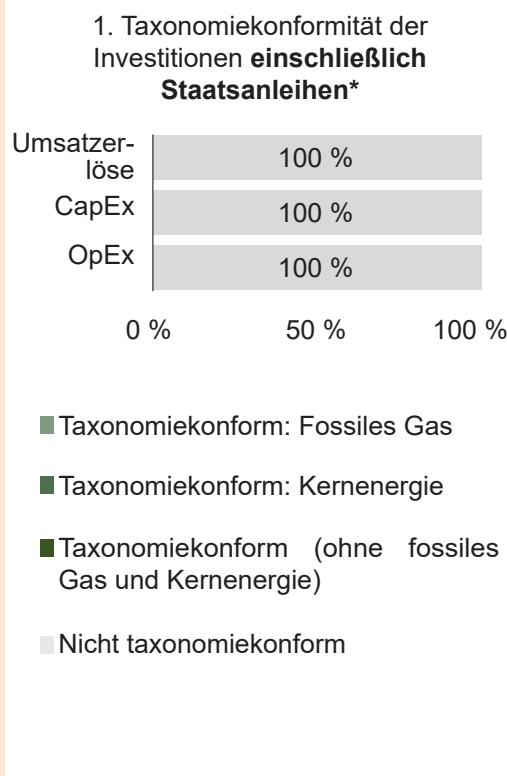 1. Taxonomiekonformität der
Investitionen einschließlich
Staatsanleihen*
Umsatzer-
löse
100 %
CapEx
100 %
OpEx
100 %
0 % 50 % 100 %
Taxonomiekonform: Fossiles Gas
Taxonomiekonform: Kernenergie
Taxonomiekonform (ohne fossiles
Gas und Kernenergie)
Nicht taxonomiekonform